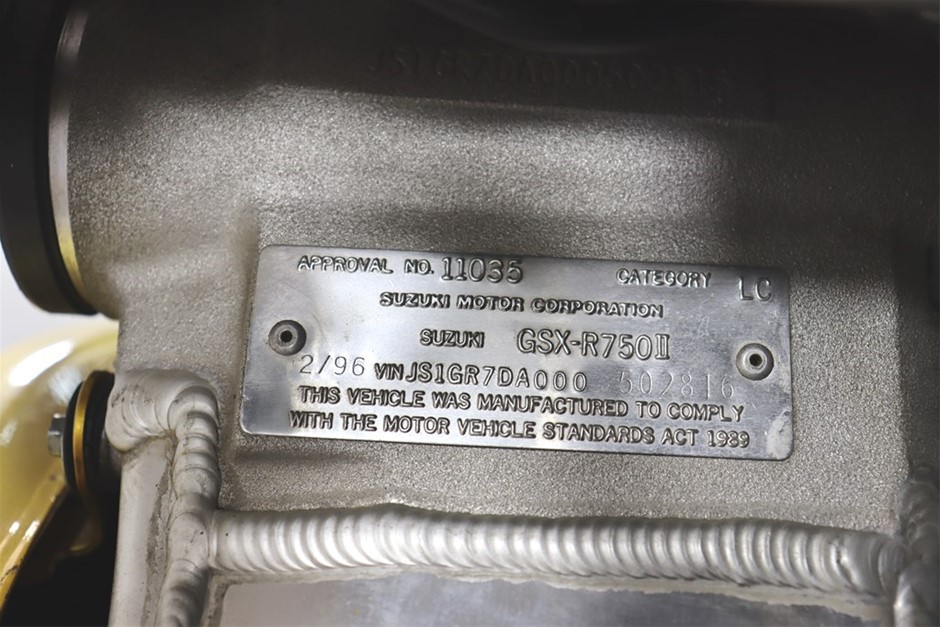 JS1GR7DA000502816
APPROVAL NO. 11035 CATEGORY LC
SUZUKI MOTOR CORPORATION
SUZUKI GSX-R750II
2/96 VIN JS1GR7DA000 502816
THIS VEHICLE WAS MANUFACTURED TO COMPLY
WITH THE MOTOR VEHICLE STANDARDS ACT 1989